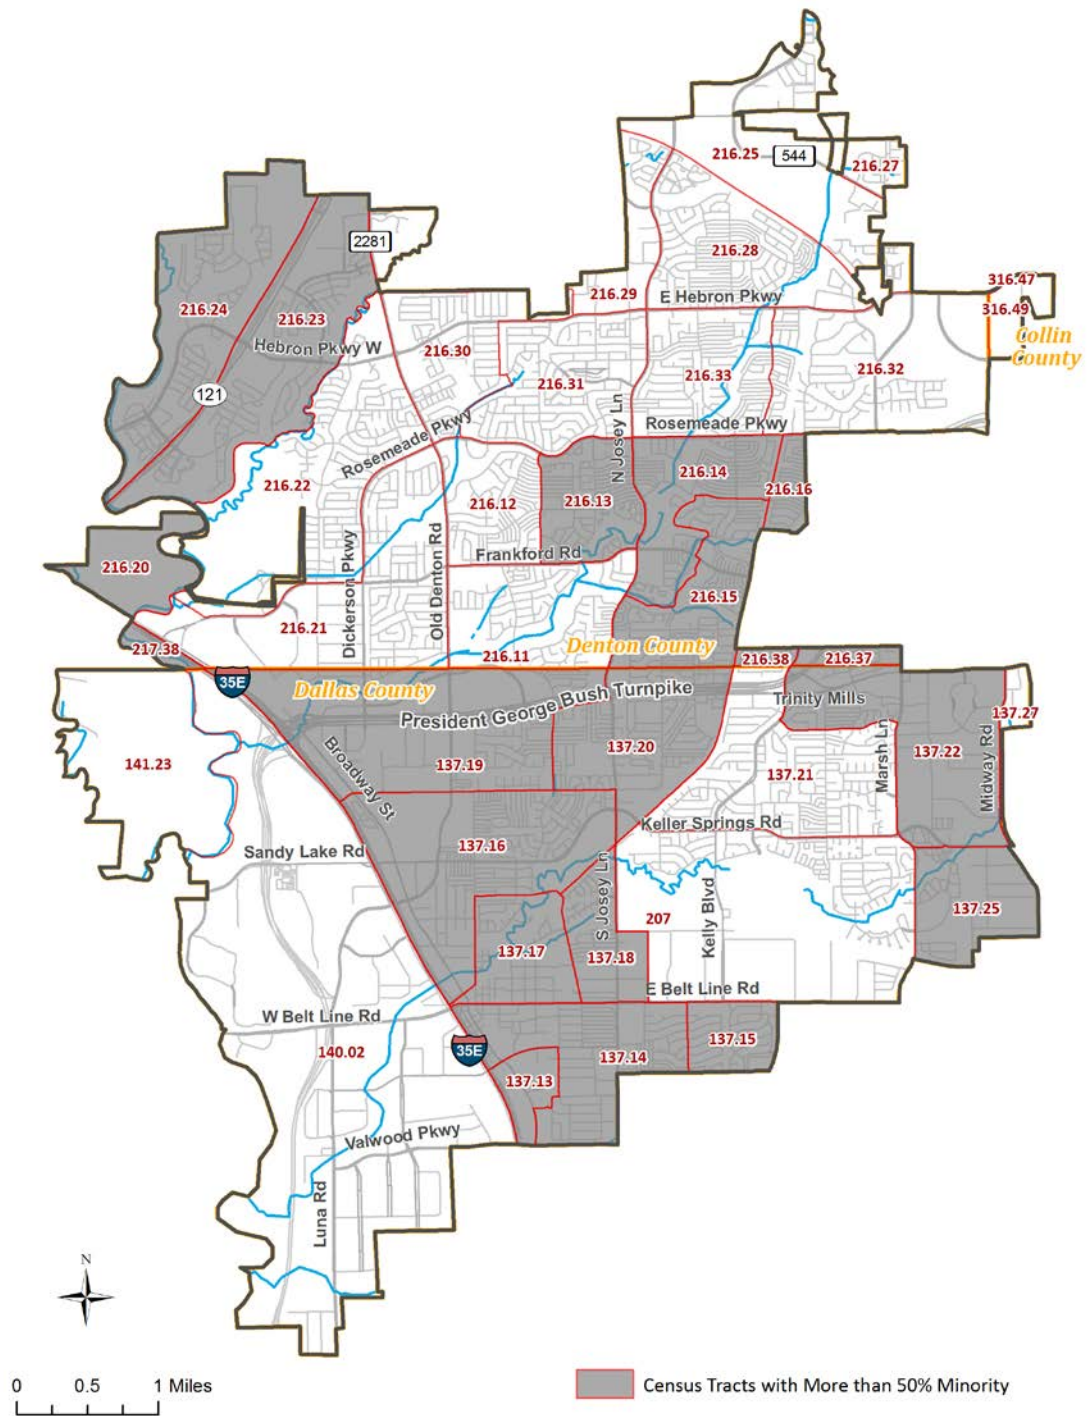 216.25
544
216.27
2281
216.28
216.24
216.23
216.29
E Hebron Pkwy
316.47
316.49
Collin
County
Hebron Pkwy W
216.30
216.31
216.33
216.32
121
N Josey Ln
Rosemeade Pkwy
Rosemeade Pkwy
216.22
216.12
216.13
216.14
216.16
Dickerson Pkwy
Old Denton Rd
Frankford Rd
216.20
216.15
216.21
217.38
216.11
Denton County
216.38
216.37
35E
Dallas County
President George Bush Turnpike
Trinity Mills
137.27
141.23
Broadway St
137.19
137.20
137.21
Marsh Ln
137.22
Midway Rd
Keller Springs Rd
Sandy Lake Rd
137.16
S Josey Ln
Kelly Blvd
207
137.25
137.17
137.18
E Belt Line Rd
W Belt Line Rd
140.02
35E
137.14
137.15
137.13
Valwood Pkwy
Luna Rd
N
0 0.5 1 Miles
Census Tracts with More than 50% Minority